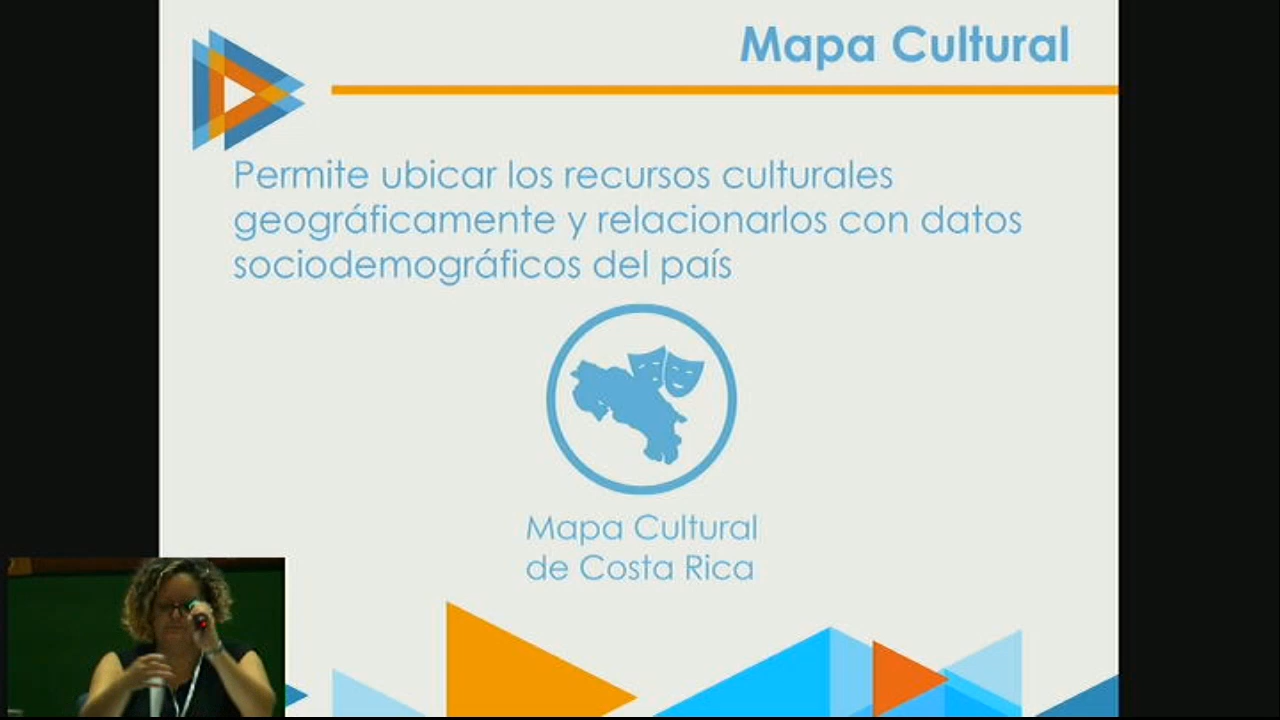 Mapa Cultural
Permite ubicar los recursos culturales
geográficamente y relacionarlos con datos
sociodemográficos del país
Mapa Cultural
de Costa Rica